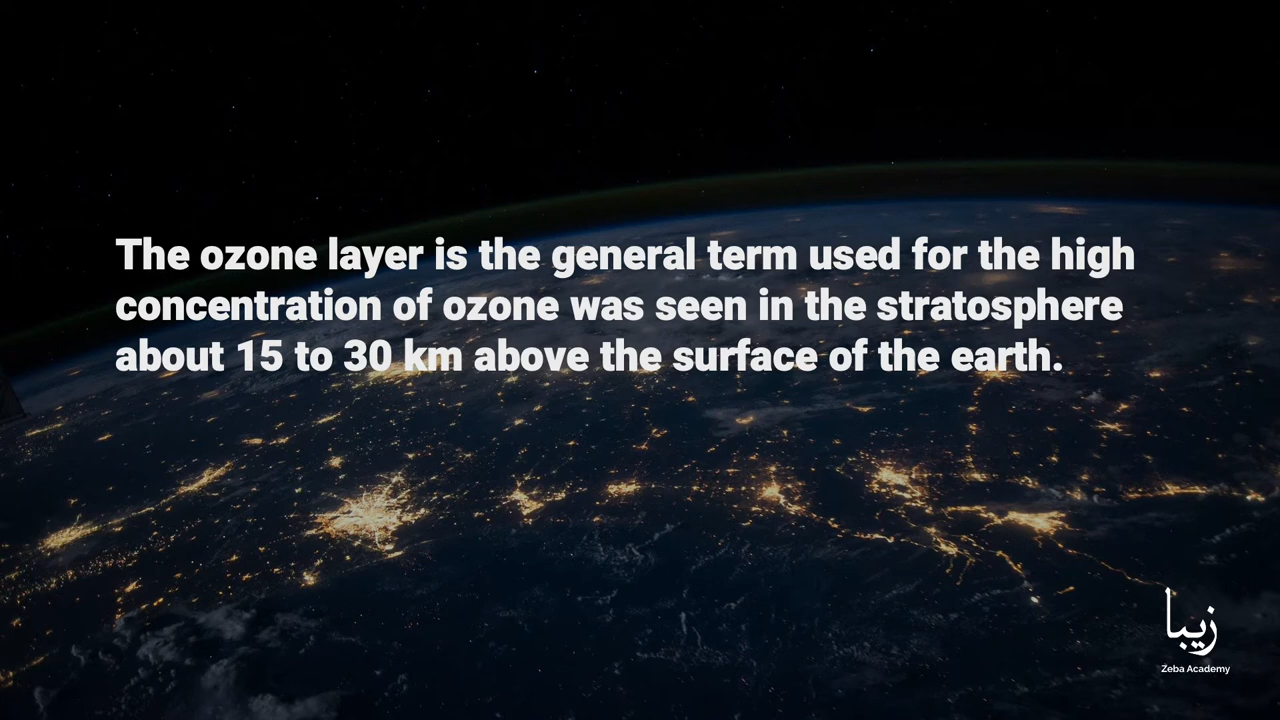 The ozone layer is the general term used for the high
concentration of ozone was seen in the stratosphere
about 15 to 30 km above the surface of the earth.
زیبا
Zeba Academy